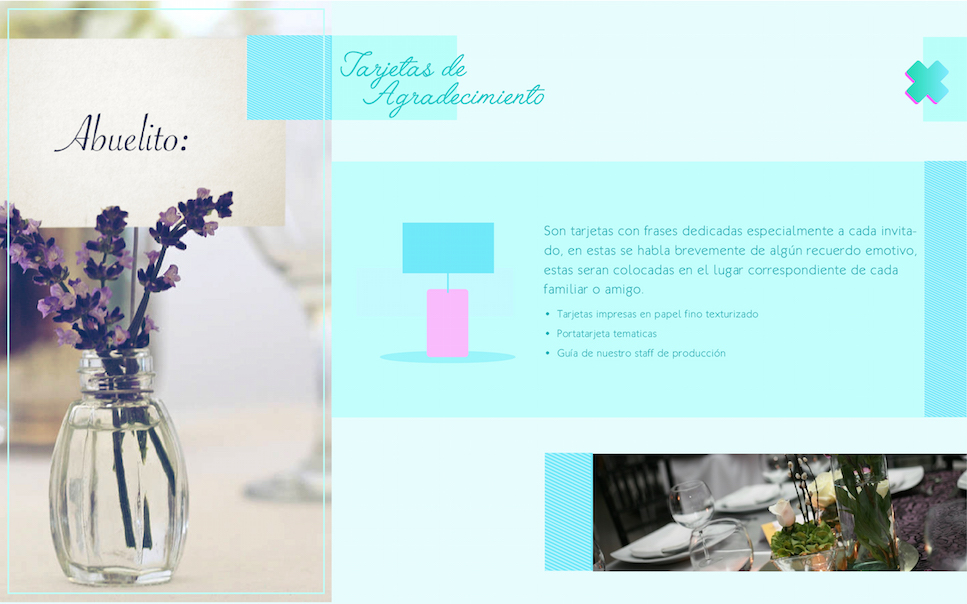 Abuelito:
Tarjetas de
Agradecimiento
Son tarjetas con frases dedicadas especialmente a cada invita-
do, en estas se habla brevemente de algún recuerdo emotivo,
estas seran colocadas en el lugar correspondiente de cada
familiar o amigo.
• Tarjetas impresas en papel fino texturizado
• Portatarjeta tematicas
• Guía de nuestro staff de producción